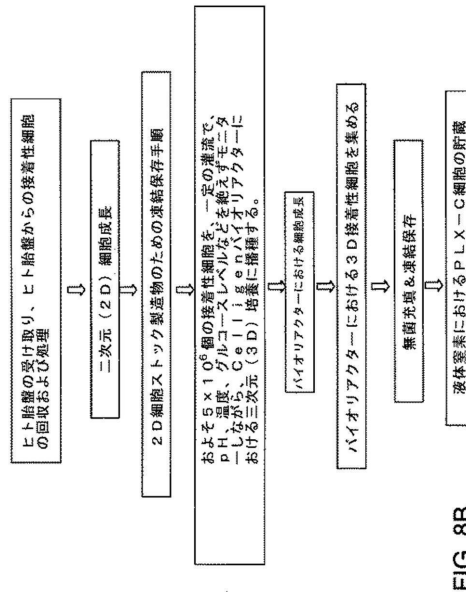 ヒト胎盤の受け取り、ヒト胎盤からの接着性細胞
の回収および処理
二次元（２Ｄ）細胞成長
２Ｄ細胞ストック製造物のための凍結保存手順
およそ５×１０⁶個の接着性細胞を、一定の灌流で、
ｐＨ、温度、グルコースレベルなどを絶えずモニタ
ーしながら、Ｃｅｌｌｉｇｅｎバイオリアクターに
おける三次元（３Ｄ）培養に播種する。
バイオリアクターにおける細胞成長
バイオリアクターにおける３Ｄ接着性細胞を集める
無菌充填＆凍結保存
液体窒素におけるＰＬＸ－Ｃ細胞の貯蔵
FIG. 8B